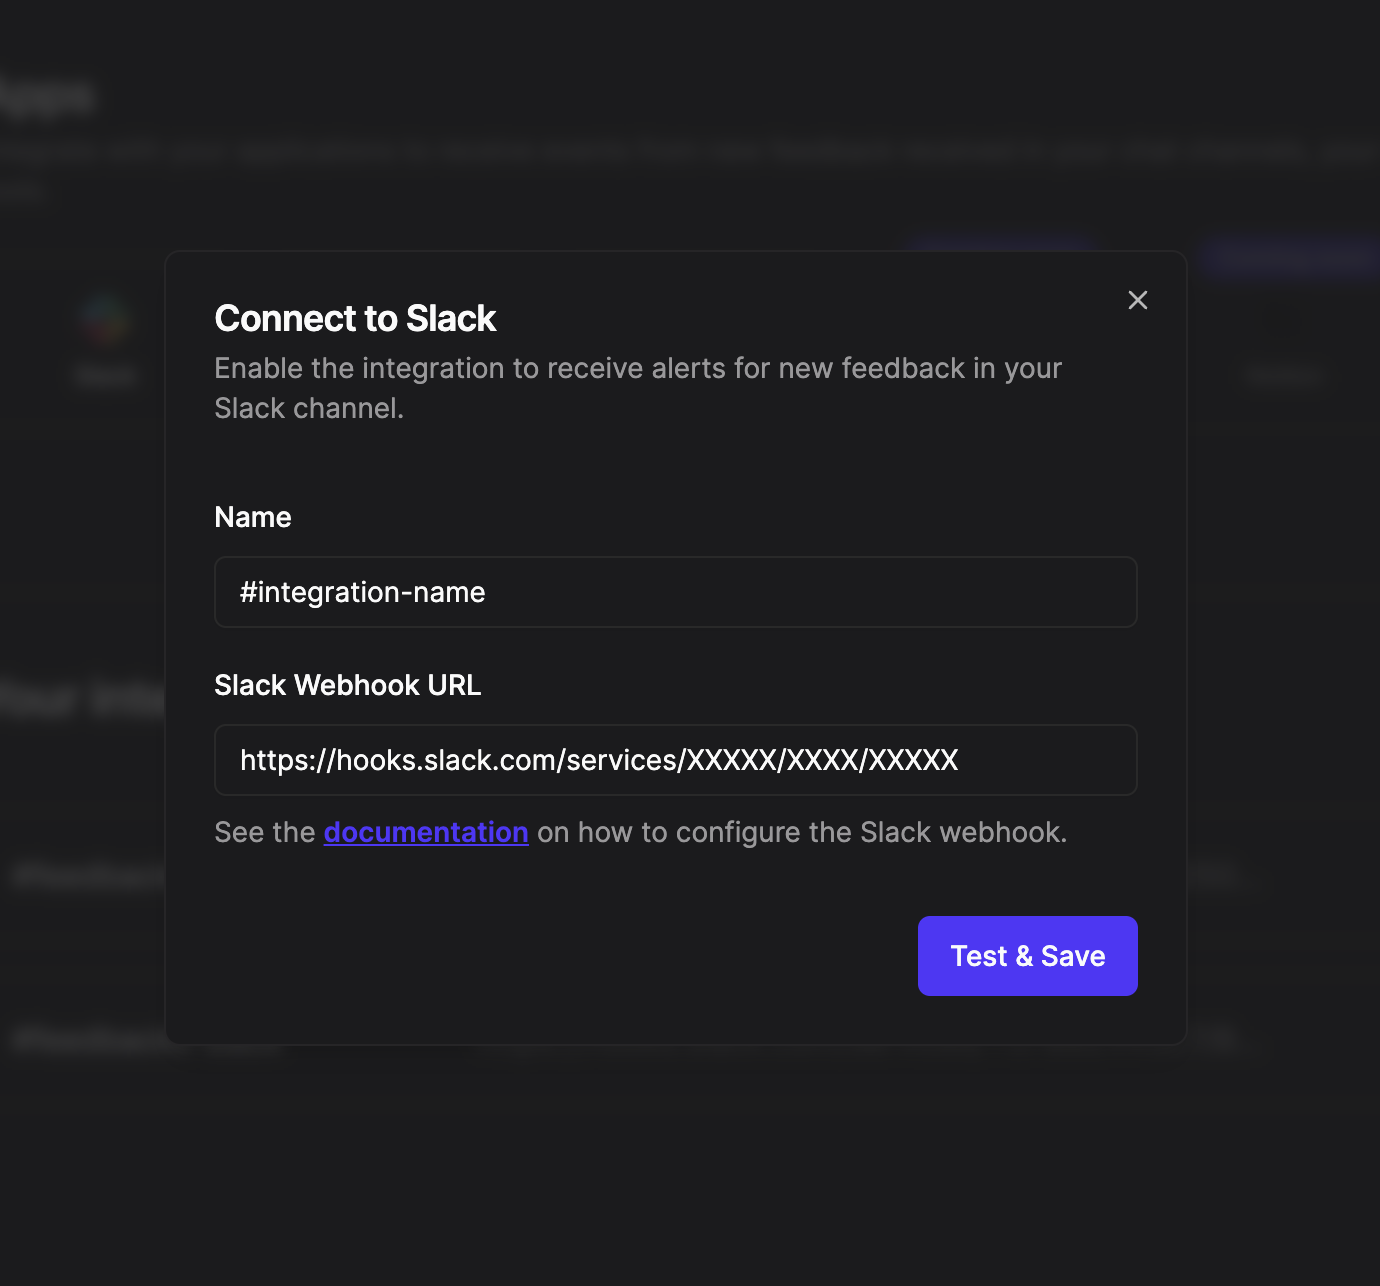 Apps
Connect to Slack
Enable the integration to receive alerts for new feedback in your
Slack channel.
Name
#integration-name
Slack Webhook URL
https://hooks.slack.com/services/XXXXX/XXXX/XXXXX
See the documentation on how to configure the Slack webhook.
Test & Save